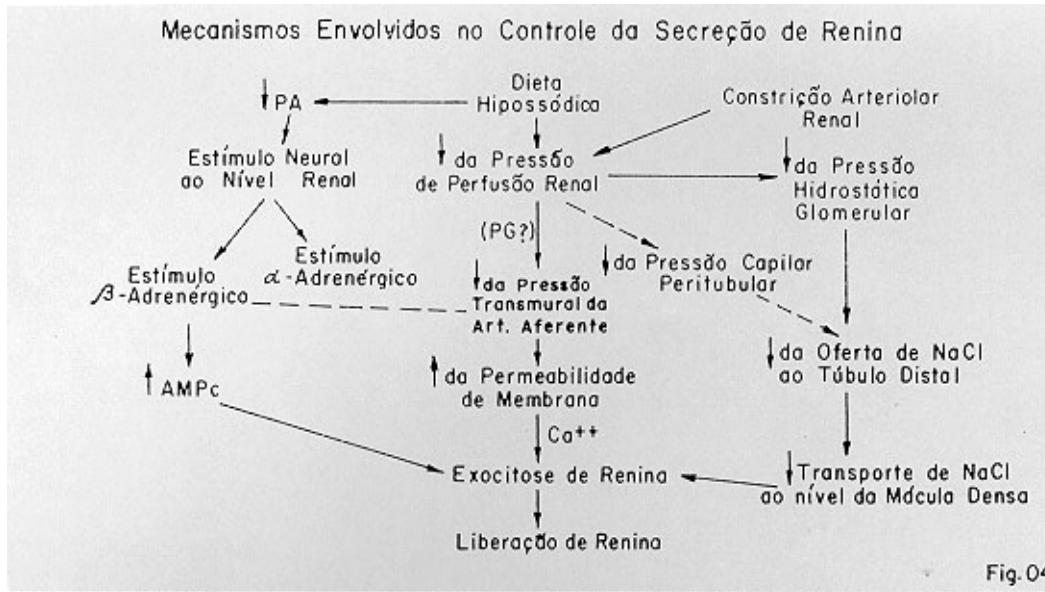 Mecanismos Envolvidos no Controle da Secreção de Renina
Dieta
Hipossódica
↓ PA
Constrição Arteriolar
Renal
Estímulo Neural
ao Nível Renal
↓ da Pressão
de Perfusão Renal
↓ da Pressão
Hidrostática
Glomerular
(PG?)
Estímulo
α-Adrenérgico
Estímulo
β-Adrenérgico
↓ da Pressão
Transmural da
Art. Aferente
↓ da Pressão Capilar
Peritubular
↓ da Oferta de NaCl
ao Túbulo Distal
↑ AMPc
↑ da Permeabilidade
de Membrana
Ca++
Exocitose de Renina
↓ Transporte de NaCl
ao nível da Mácula Densa
Liberação de Renina
Fig. 04